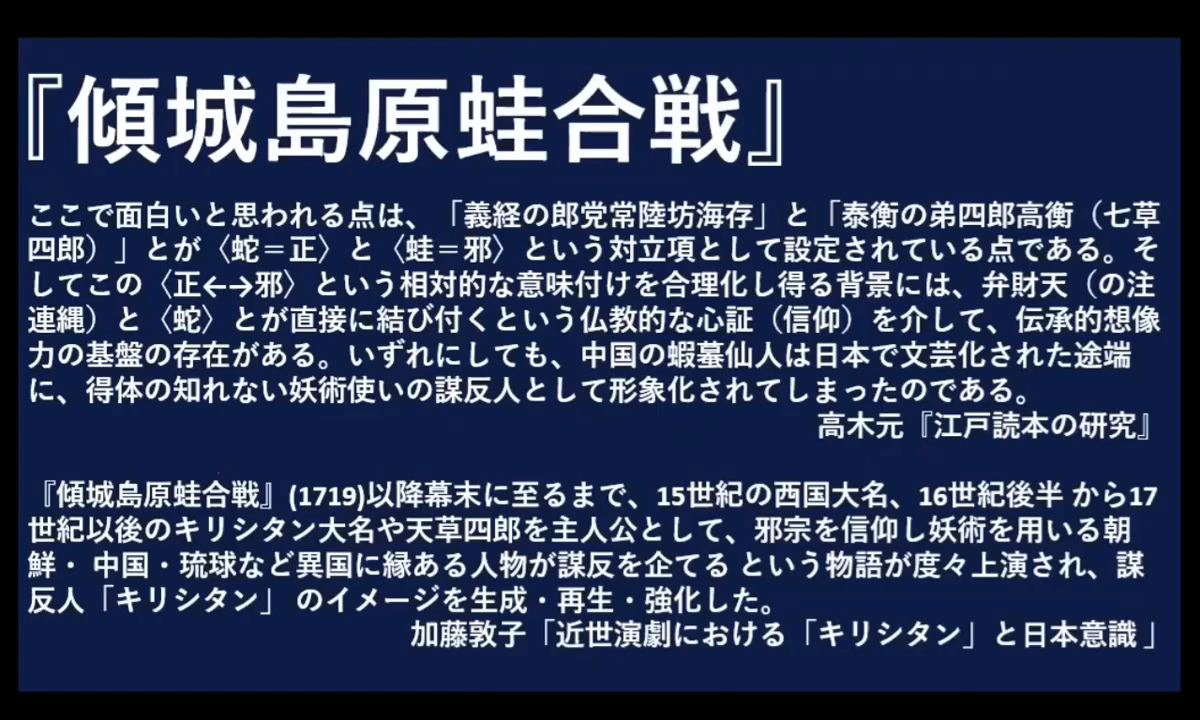 『傾城島原蛙合戦』
ここで面白いと思われる点は、「義経の郎党常陸坊海存」と「泰衡の弟四郎高衡（七草
四郎）」とが〈蛇＝正〉と〈蛙＝邪〉という対立項として設定されている点である。そ
してこの〈正←→邪〉という相対的な意味付けを合理化し得る背景には、弁財天（の注
連縄）と〈蛇〉とが直接に結び付くという仏教的な心証（信仰）を介して、伝承的想像
力の基盤の存在がある。いずれにしても、中国の蝦蟇仙人は日本で文芸化された途端
に、得体の知れない妖術使いの謀反人として形象化されてしまったのである。
高木元『江戸読本の研究』
『傾城島原蛙合戦』(1719)以降幕末に至るまで、15世紀の西国大名、16世紀後半 から17
世紀以後のキリシタン大名や天草四郎を主人公として、邪宗を信仰し妖術を用いる朝
鮮・ 中国・琉球など異国に縁ある人物が謀反を企てる という物語が度々上演され、謀
反人「キリシタン」 のイメージを生成・再生・強化した。
加藤敦子「近世演劇における「キリシタン」と日本意識 」